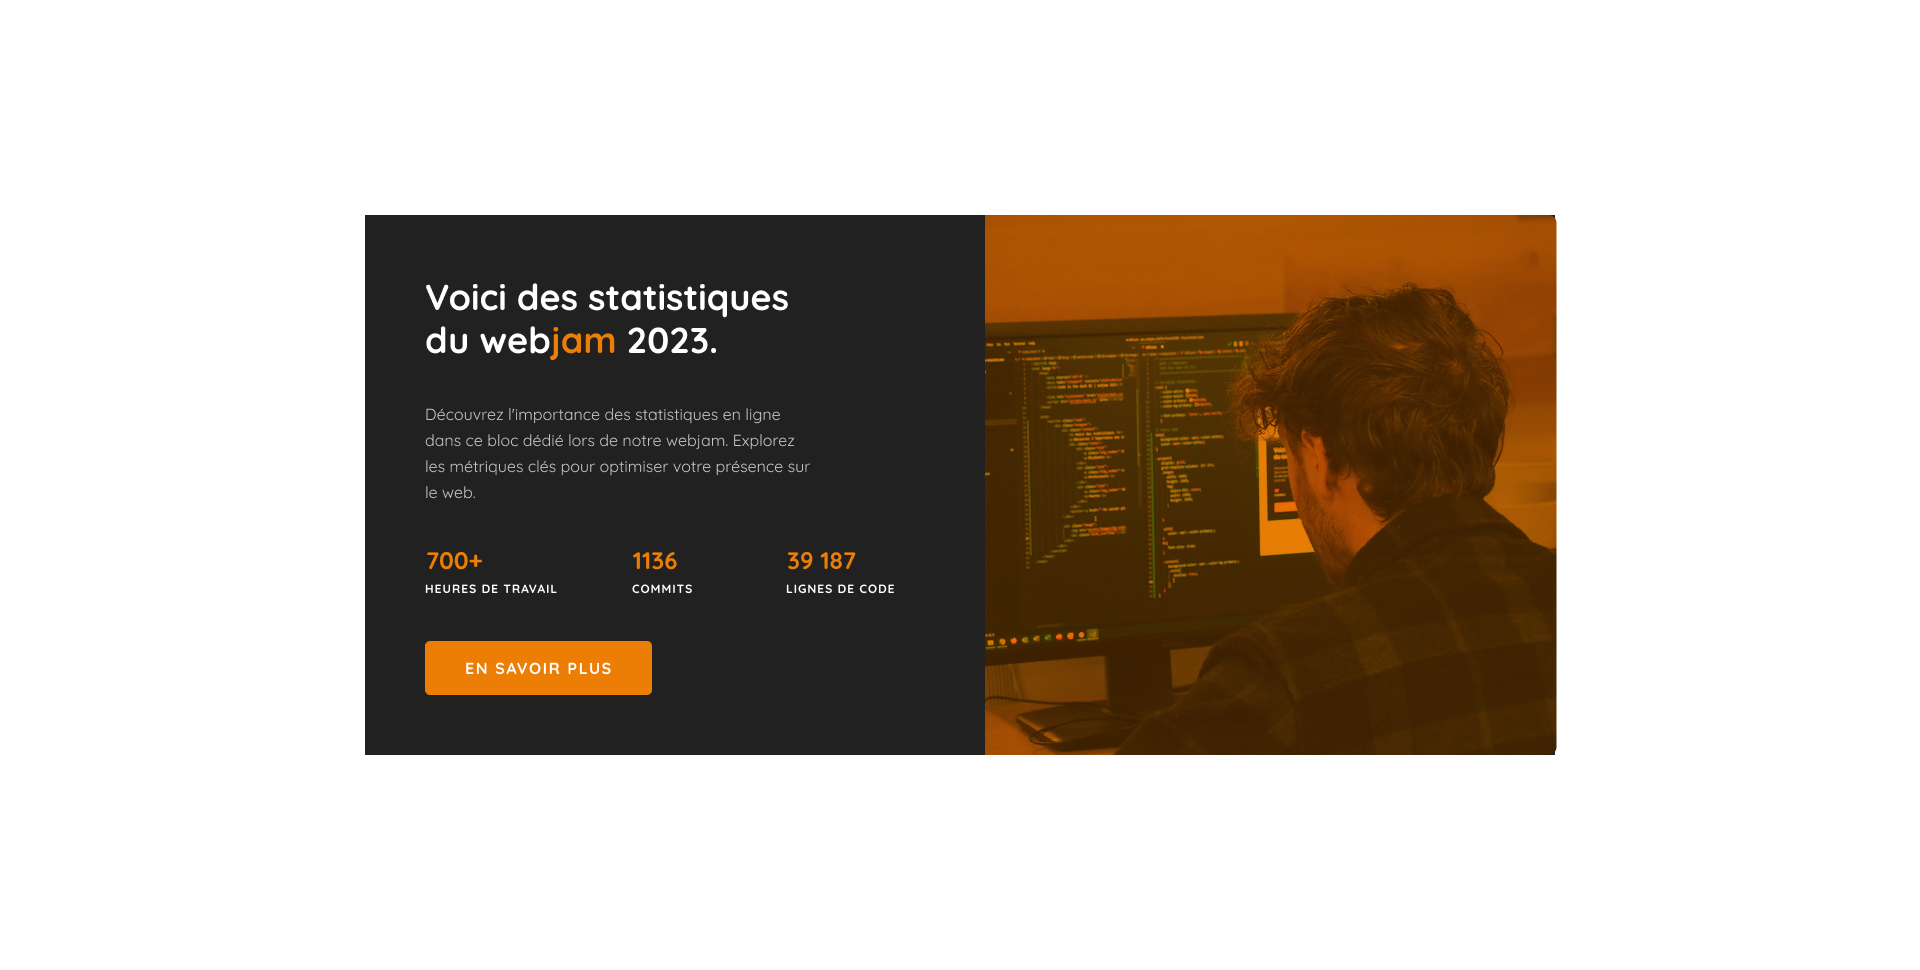 Voici des statistiques
du webjam 2023.
Découvrez l'importance des statistiques en ligne
dans ce bloc dédié lors de notre webjam. Explorez
les métriques clés pour optimiser votre présence sur
le web.
700+
HEURES DE TRAVAIL
1136
COMMITS
39 187
LIGNES DE CODE
EN SAVOIR PLUS